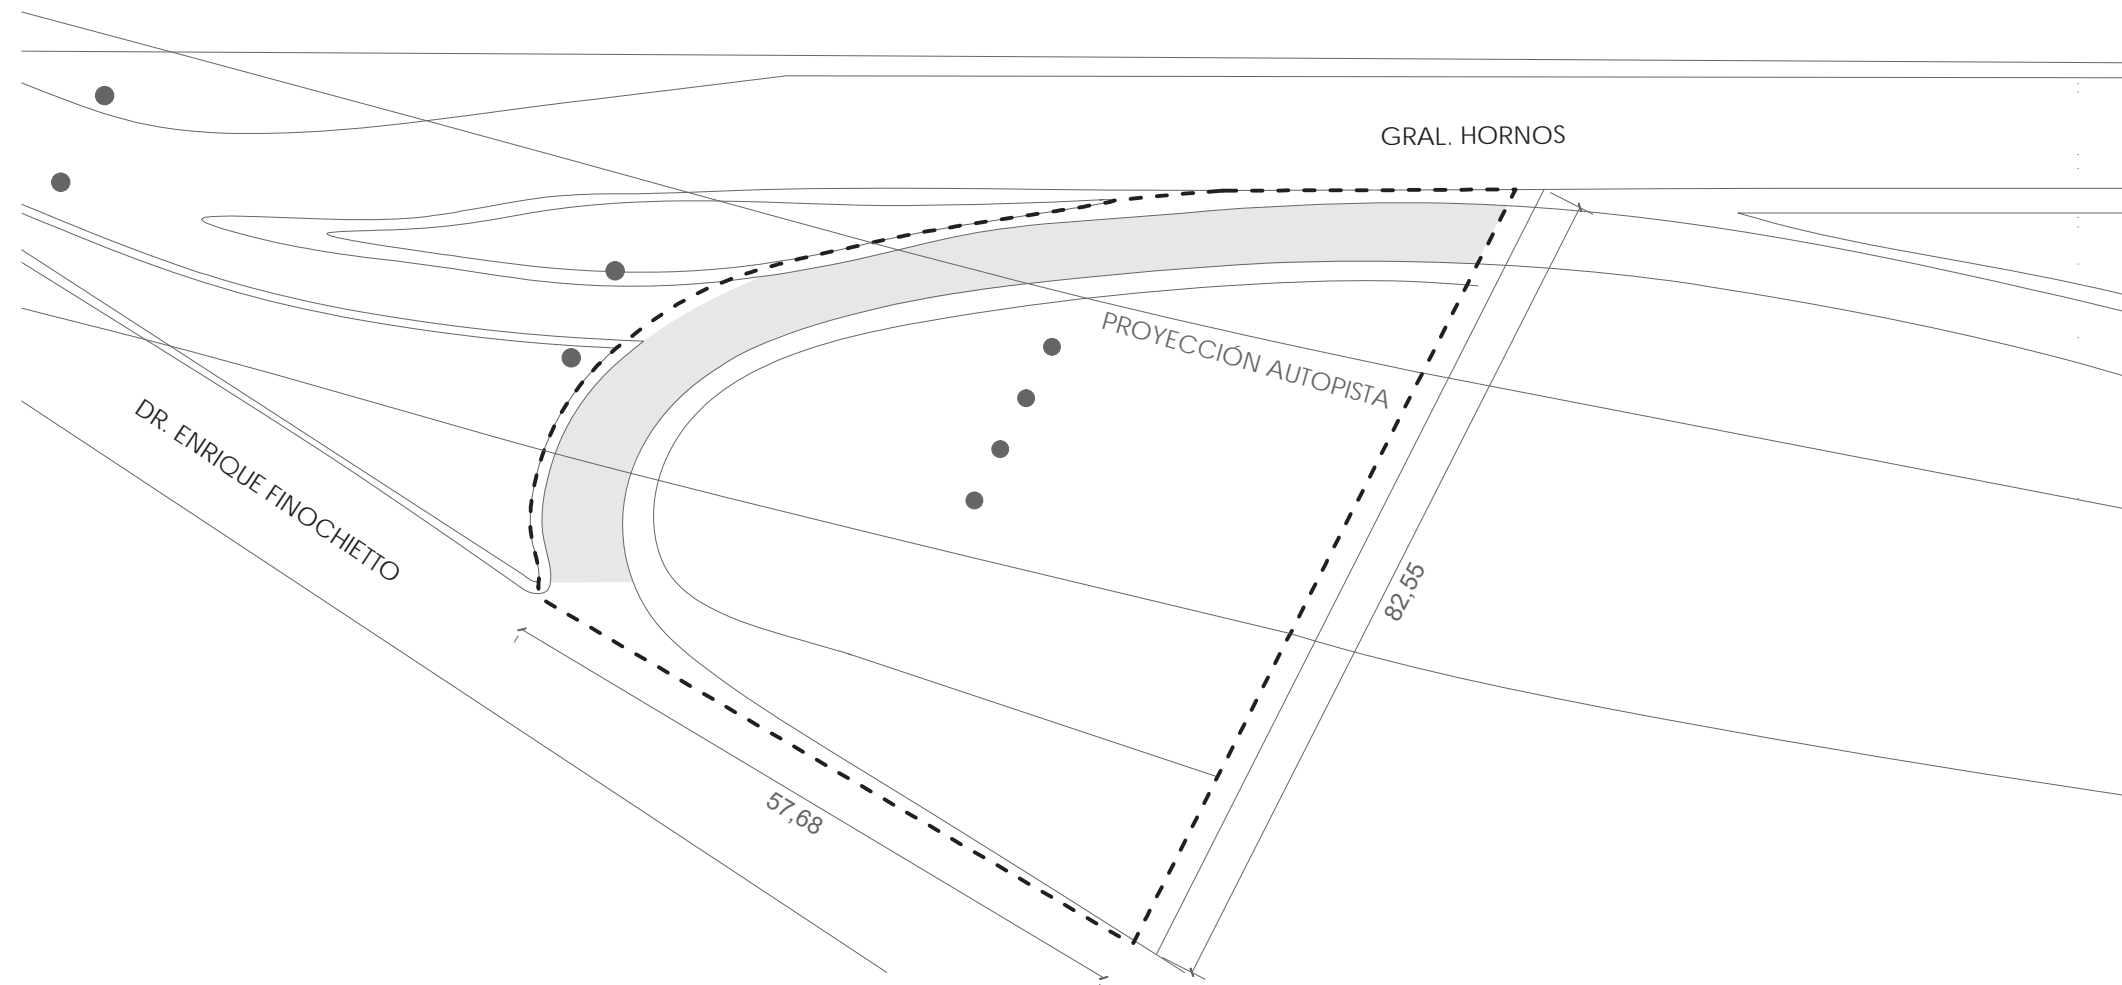 GRAL. HORNOS
PROYECCIÓN AUTOPISTA
DR. ENRIQUE FINOCHIETTO
82,55
57,68